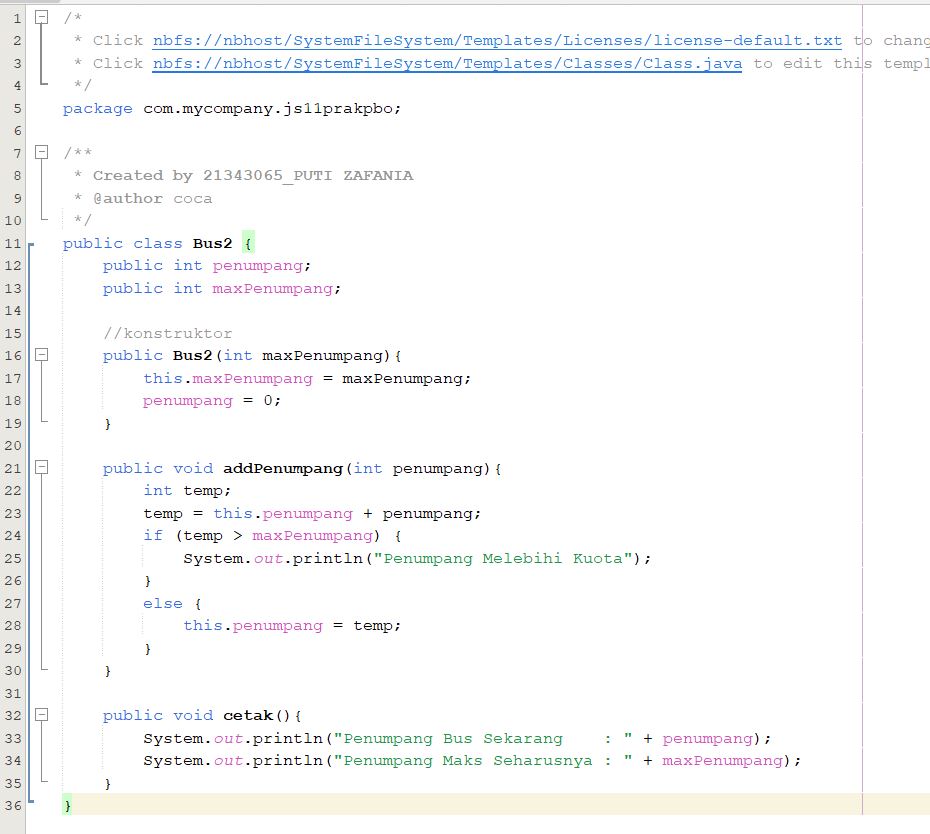 1 /*
2 * Click nbfs://nbhost/SystemFileSystem/Templates/Licenses/license-default.txt to chang
3 * Click nbfs://nbhost/SystemFileSystem/Templates/Classes/Class.java to edit this templ
4 */
5 package com.mycompany.js11prakpbo;
6
7 /**
8 * Created by 21343065_PUTI ZAFANIA
9 * @author coca
10 */
11 public class Bus2 {
12 public int penumpang;
13 public int maxPenumpang;
14
15 //konstruktor
16 public Bus2(int maxPenumpang){
17 this.maxPenumpang = maxPenumpang;
18 penumpang = 0;
19 }
20
21 public void addPenumpang(int penumpang){
22 int temp;
23 temp = this.penumpang + penumpang;
24 if (temp > maxPenumpang) {
25 System.out.println("Penumpang Melebihi Kuota");
26 }
27 else {
28 this.penumpang = temp;
29 }
30 }
31
32 public void cetak(){
33 System.out.println("Penumpang Bus Sekarang    : " + penumpang);
34 System.out.println("Penumpang Maks Seharusnya : " + maxPenumpang);
35 }
36 }